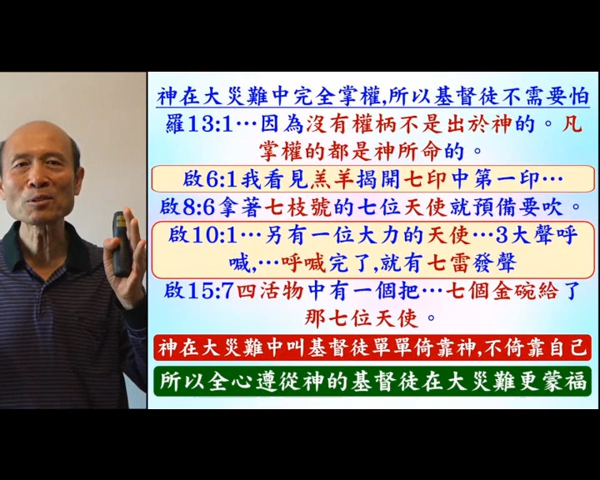 神在大災難中完全掌權,所以基督徒不需要怕
羅13:1…因為沒有權柄不是出於神的。凡
掌權的都是神所命的。
啟6:1我看見羔羊揭開七印中第一印…
啟8:6拿著七枝號的七位天使就預備要吹。
啟10:1…另有一位大力的天使…3大聲呼
喊,…呼喊完了,就有七雷發聲
啟15:7四活物中有一個把…七個金碗給了
那七位天使。
神在大災難中叫基督徒單單倚靠神,不倚靠自己
所以全心遵從神的基督徒在大災難更蒙福